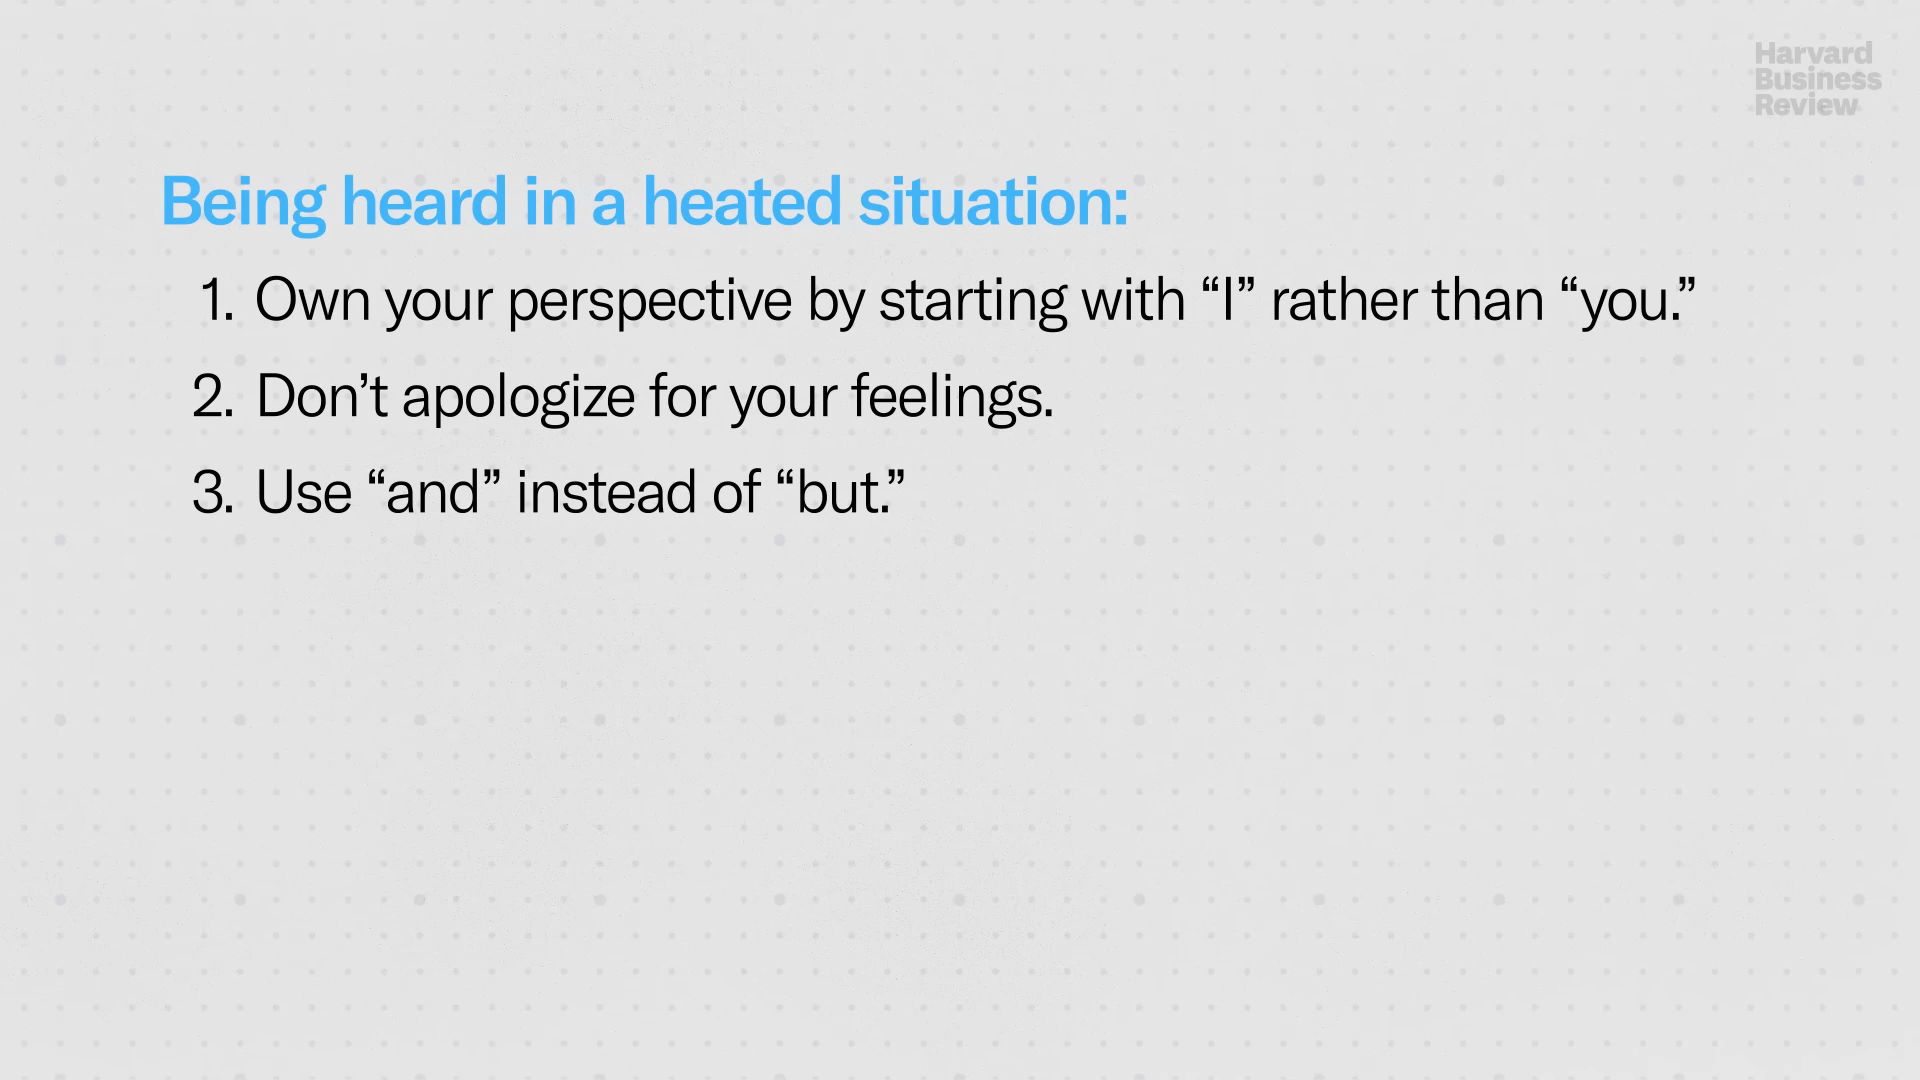 Harvard
Business
Review
Being heard in a heated situation:
1. Own your perspective by starting with “I” rather than “you.”
2. Don’t apologize for your feelings.
3. Use “and” instead of “but.”